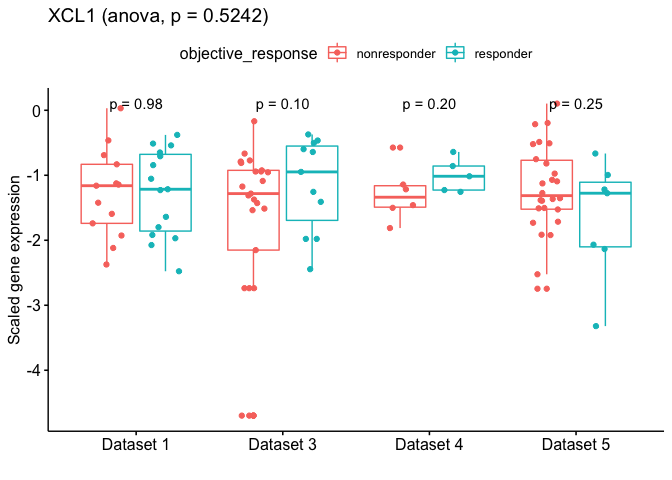 XCL1 (anova, p = 0.5242)
objective_response nonresponder responder
p = 0.98 p = 0.10 p = 0.20 p = 0.25
Scaled gene expression
0
-1
-2
-3
-4
Dataset 1 Dataset 3 Dataset 4 Dataset 5